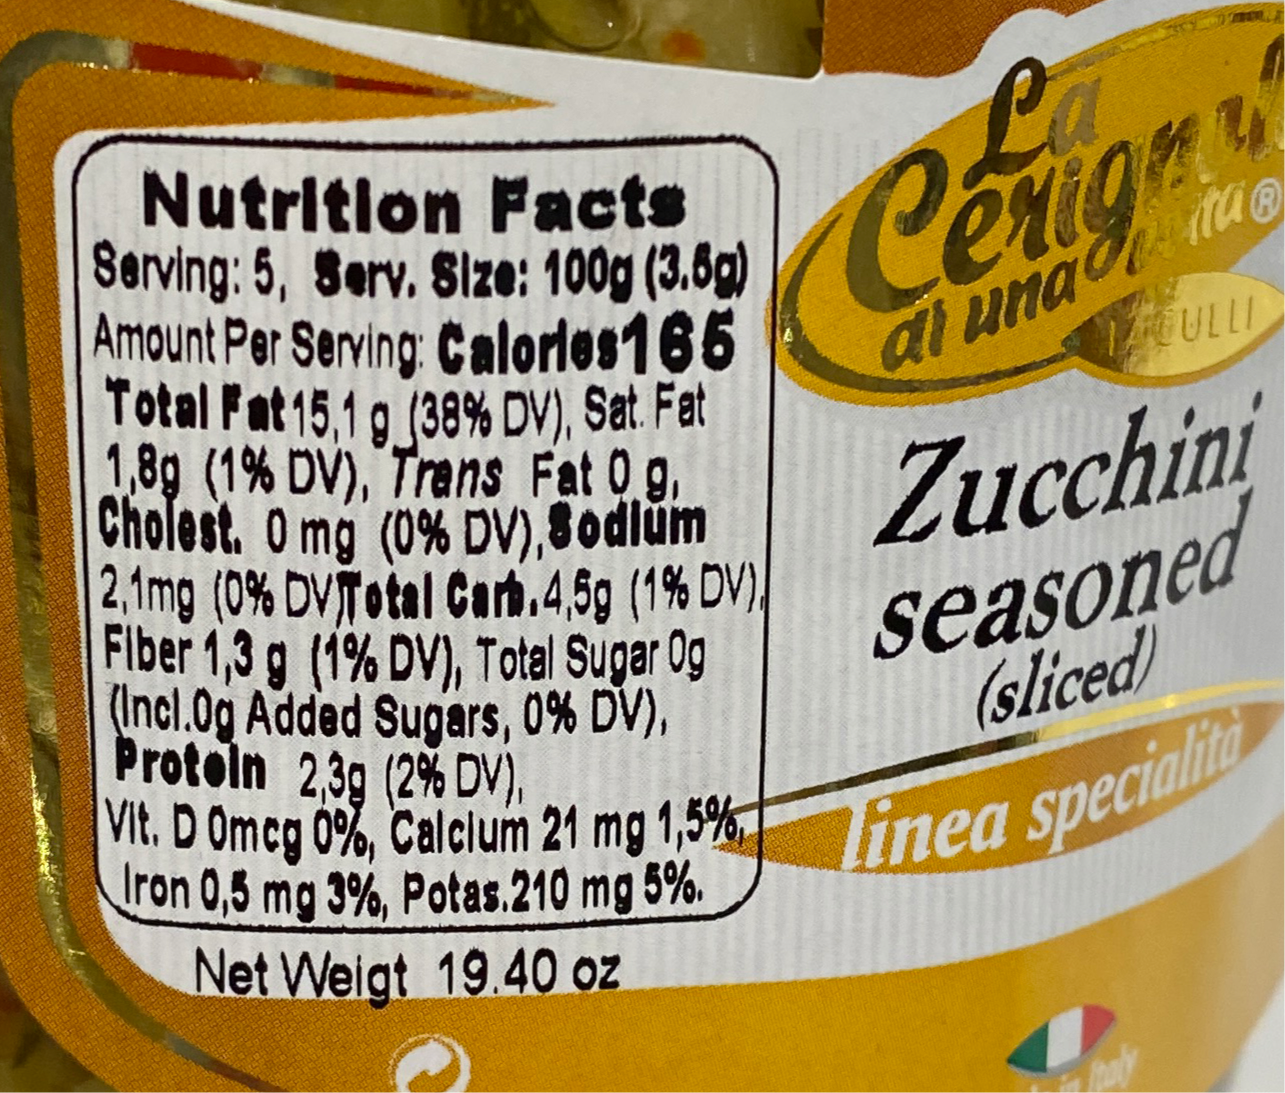 Nutrition Facts
Serving: 5, Serv. Size: 100g (3.6g)
Amount Per Serving: Calories165
Total Fat 15,1 g (38% DV), Sat. Fat
1,8g (1% DV), Trans Fat 0 g,
Cholest. 0 mg (0% DV), Sodium
2,1mg (0% DV)Total Carb.4,5g (1% DV),
Fiber 1,3 g (1% DV), Total Sugar 0g
(Incl.0g Added Sugars, 0% DV),
Protein 2,3g (2% DV),
Vit. D 0mcg 0%, Calcium 21 mg 1,5%,
Iron 0,5 mg 3%, Potas.210 mg 5%.
Net Weigt 19.40 oz
La
di una
®
Zucchini
seasoned
(sliced)
linea specialità
in Italy